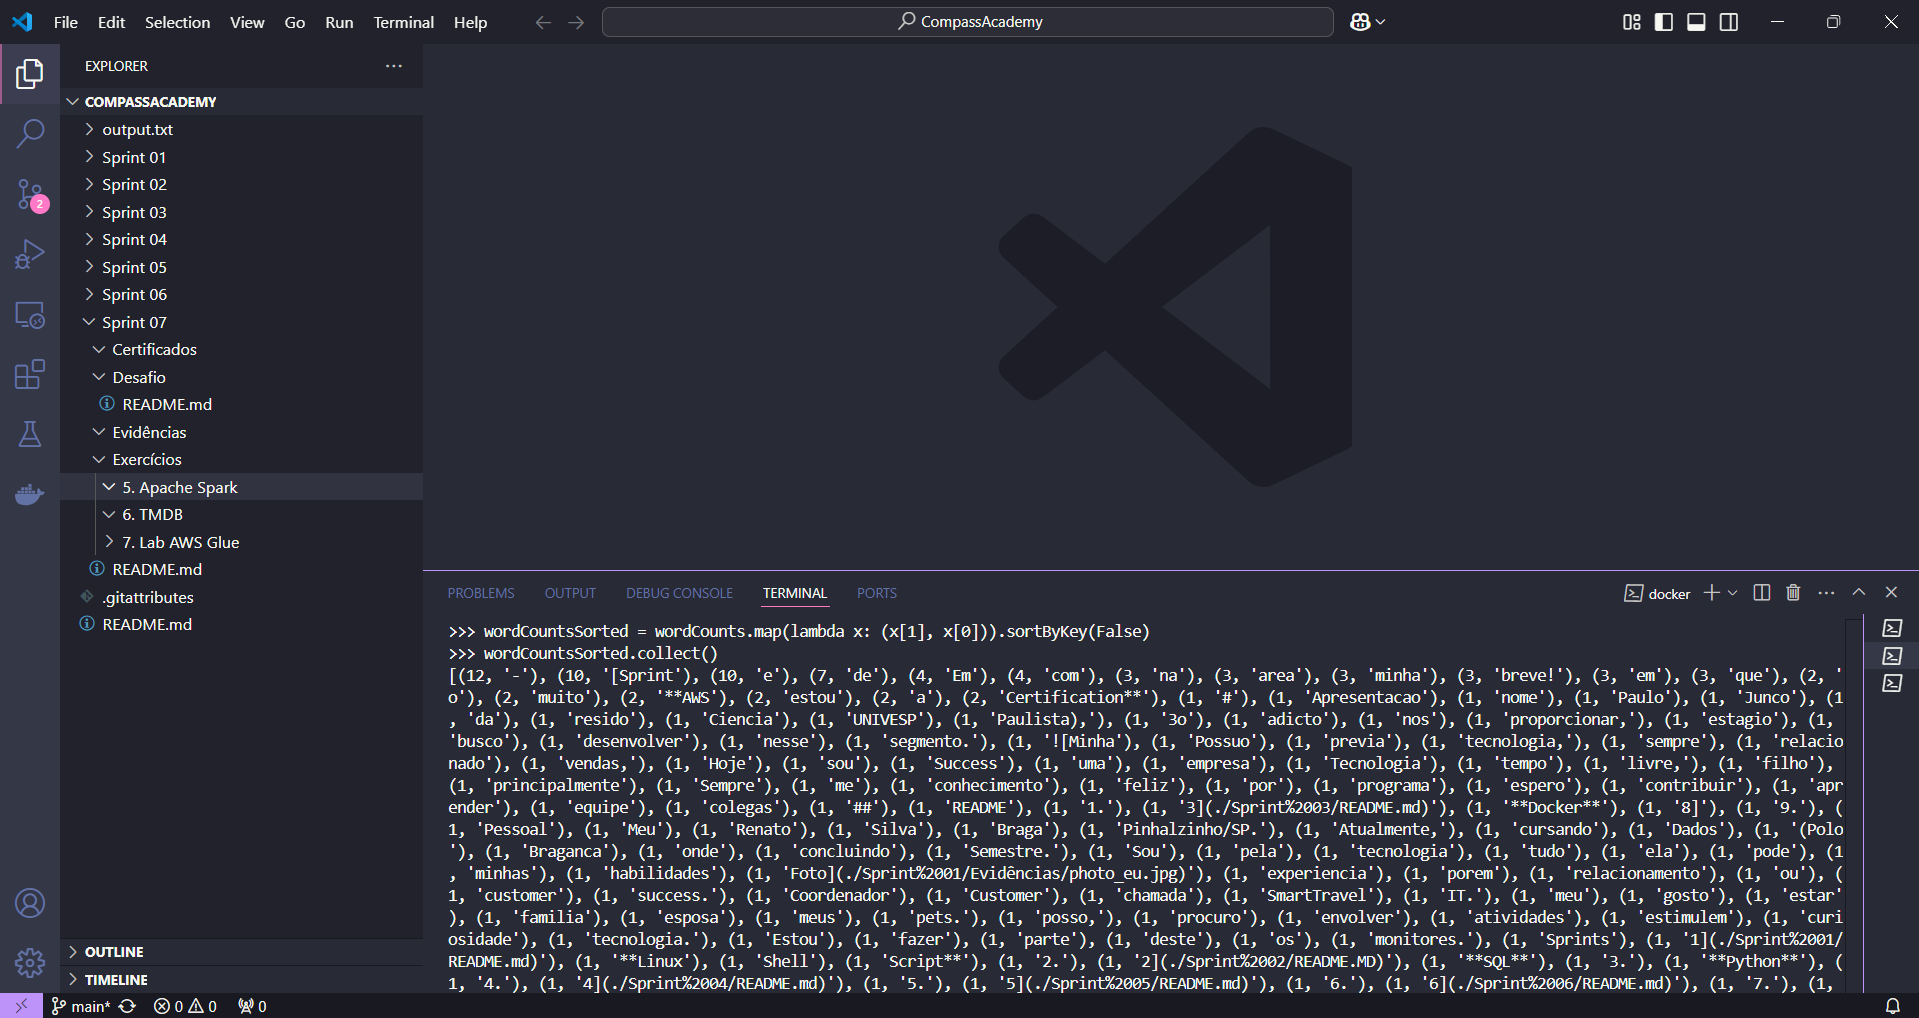 File Edit Selection View Go Run Terminal Help
CompassAcademy
EXPLORER
COMPASSACADEMY
output.txt
Sprint 01
Sprint 02
2
Sprint 03
Sprint 04
Sprint 05
Sprint 06
Sprint 07
Certificados
Desafio
README.md
Evidências
Exercícios
5. Apache Spark
6. TMDB
7. Lab AWS Glue
README.md
.gitattributes
README.md
OUTLINE
TIMELINE
PROBLEMS OUTPUT DEBUG CONSOLE TERMINAL PORTS
docker
>>> wordCountsSorted = wordCounts.map(lambda x: (x[1], x[0])).sortByKey(False)
>>> wordCountsSorted.collect()
[(12, '-'), (10, '[Sprint'), (10, 'e'), (7, 'de'), (4, 'Em'), (4, 'com'), (3, 'na'), (3, 'area'), (3, 'minha'), (3, 'breve!'), (3, 'em'), (3, 'que'), (2, '
o'), (2, 'muito'), (2, '**AWS'), (2, 'estou'), (2, 'a'), (2, 'Certification**'), (1, '#'), (1, 'Apresentacao'), (1, 'nome'), (1, 'Paulo'), (1, 'Junco'), (1
, 'da'), (1, 'resido'), (1, 'Ciencia'), (1, 'UNIVESP'), (1, 'Paulista),'), (1, '3o'), (1, 'adicto'), (1, 'nos'), (1, 'proporcionar,'), (1, 'estagio'), (1,
'busco'), (1, 'desenvolver'), (1, 'nesse'), (1, 'segmento.'), (1, '![Minha'), (1, 'Possuo'), (1, 'previa'), (1, 'tecnologia,'), (1, 'sempre'), (1, 'relacio
nado'), (1, 'vendas,'), (1, 'Hoje'), (1, 'sou'), (1, 'Success'), (1, 'uma'), (1, 'empresa'), (1, 'Tecnologia'), (1, 'tempo'), (1, 'livre,'), (1, 'filho'),
(1, 'principalmente'), (1, 'Sempre'), (1, 'me'), (1, 'conhecimento'), (1, 'feliz'), (1, 'por'), (1, 'programa'), (1, 'espero'), (1, 'contribuir'), (1, 'apr
ender'), (1, 'equipe'), (1, 'colegas'), (1, '##'), (1, 'README'), (1, '1.'), (1, '3](./Sprint%2003/README.md)'), (1, '**Docker**'), (1, '8]'), (1, '9.'), (
1, 'Pessoal'), (1, 'Meu'), (1, 'Renato'), (1, 'Silva'), (1, 'Braga'), (1, 'Pinhalzinho/SP.'), (1, 'Atualmente,'), (1, 'cursando'), (1, 'Dados'), (1, '(Polo
'), (1, 'Braganca'), (1, 'onde'), (1, 'concluindo'), (1, 'Semestre.'), (1, 'Sou'), (1, 'pela'), (1, 'tecnologia'), (1, 'tudo'), (1, 'ela'), (1, 'pode'), (1
, 'minhas'), (1, 'habilidades'), (1, 'Foto](./Sprint%2001/Evidências/photo_eu.jpg)'), (1, 'experiencia'), (1, 'porem'), (1, 'relacionamento'), (1, 'ou'), (
1, 'customer'), (1, 'success.'), (1, 'Coordenador'), (1, 'Customer'), (1, 'chamada'), (1, 'SmartTravel'), (1, 'IT.'), (1, 'meu'), (1, 'gosto'), (1, 'estar'
), (1, 'familia'), (1, 'esposa'), (1, 'meus'), (1, 'pets.'), (1, 'posso,'), (1, 'procuro'), (1, 'envolver'), (1, 'atividades'), (1, 'estimulem'), (1, 'curi
osidade'), (1, 'tecnologia.'), (1, 'Estou'), (1, 'fazer'), (1, 'parte'), (1, 'deste'), (1, 'os'), (1, 'monitores.'), (1, 'Sprints'), (1, '1](./Sprint%2001/
README.md)'), (1, '**Linux'), (1, 'Shell'), (1, 'Script**'), (1, '2.'), (1, '2](./Sprint%2002/README.MD)'), (1, '**SQL**'), (1, '3.'), (1, '**Python**'), (
1, '4.'), (1, '4](./Sprint%2004/README.md)'), (1, '5.'), (1, '5](./Sprint%2005/README.md)'), (1, '6.'), (1, '6](./Sprint%2006/README.md)'), (1, '7.'), (1,
main* 0 0 0